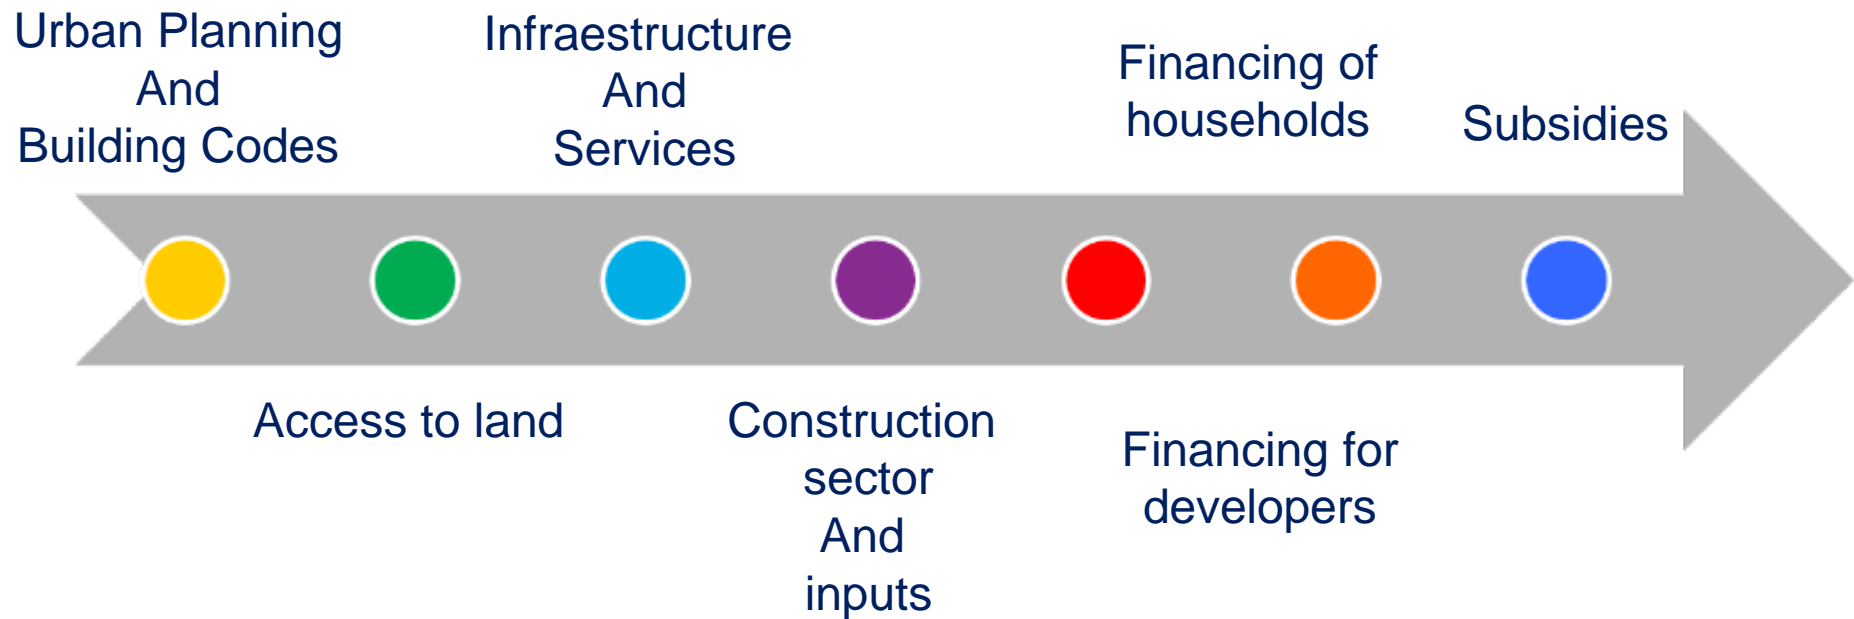 Urban Planning
And
Building Codes
Infraestructure
And
Services
Financing of
households
Subsidies
Access to land
Construction
sector
And
inputs
Financing for
developers